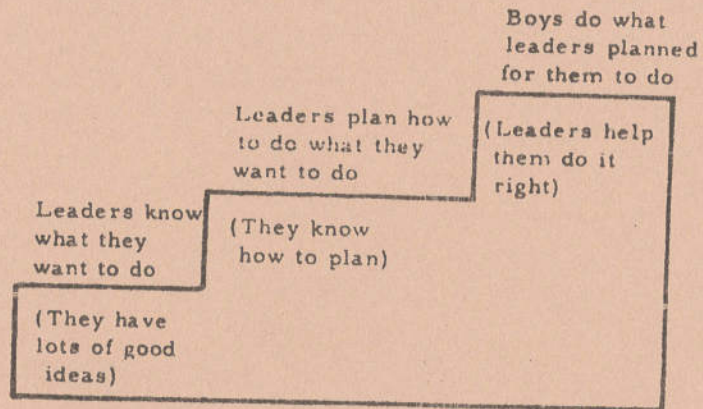 Boys do what
leaders planned
for them to do
Leaders plan how
to do what they
want to do
(Leaders help
them do it
right)
Leaders know
what they
want to do
(They know
how to plan)
(They have
lots of good
ideas)